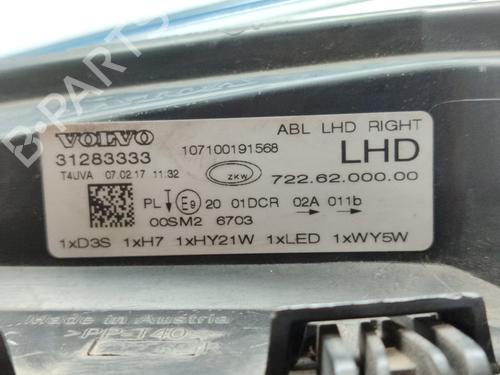 VOLVO
107100191568
ABL LHD RIGHT
31283333
LHD
T4UVA 07.02.17 11:32
ZKW
722.62.000.00
PL E9 20 01DCR 02A 011b
00SM2 6703
1xD3S 1xH7 1xHY21W 1xLED 1xWY5W
Made in Austria
>PP-T40<